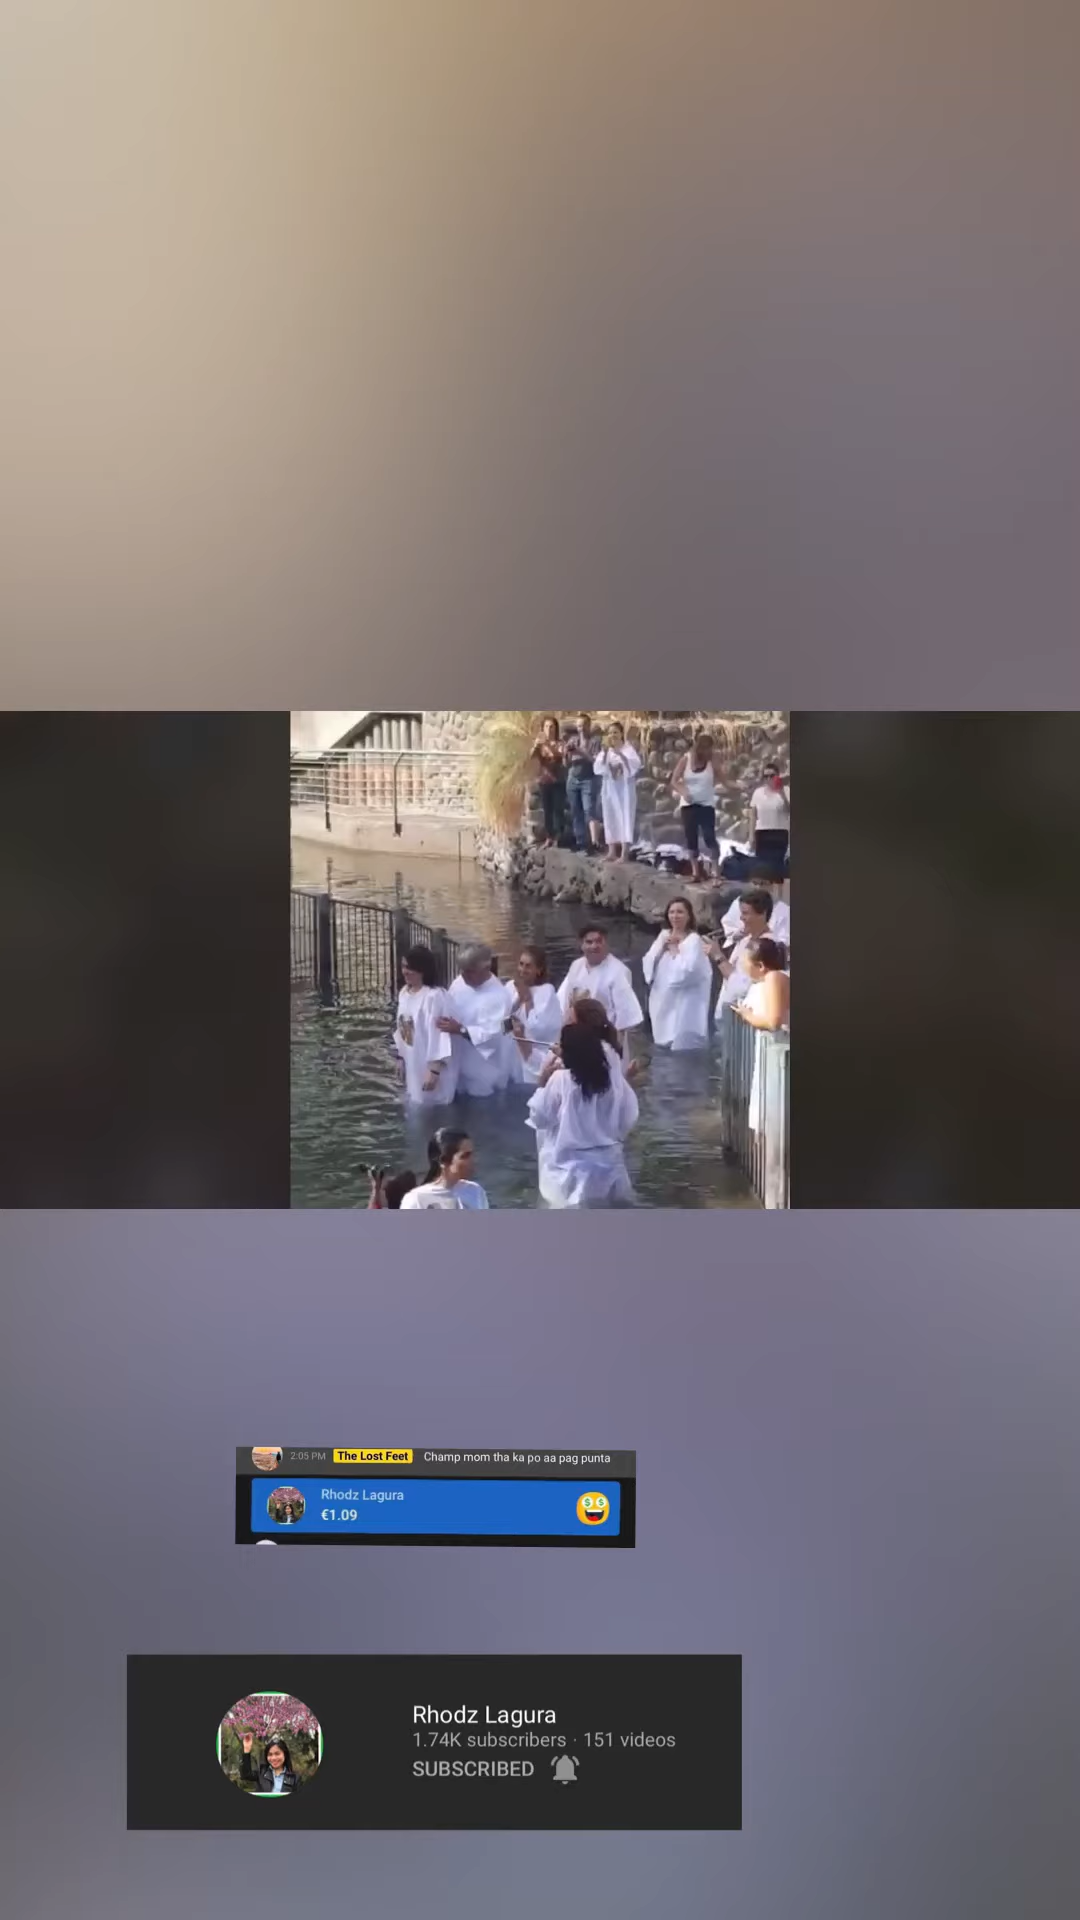 2:05 PM The Lost Feet Champ mom tha ka po aa pag punta
Rhodz Lagura
€1.09
Rhodz Lagura
1.74K subscribers · 151 videos
SUBSCRIBED